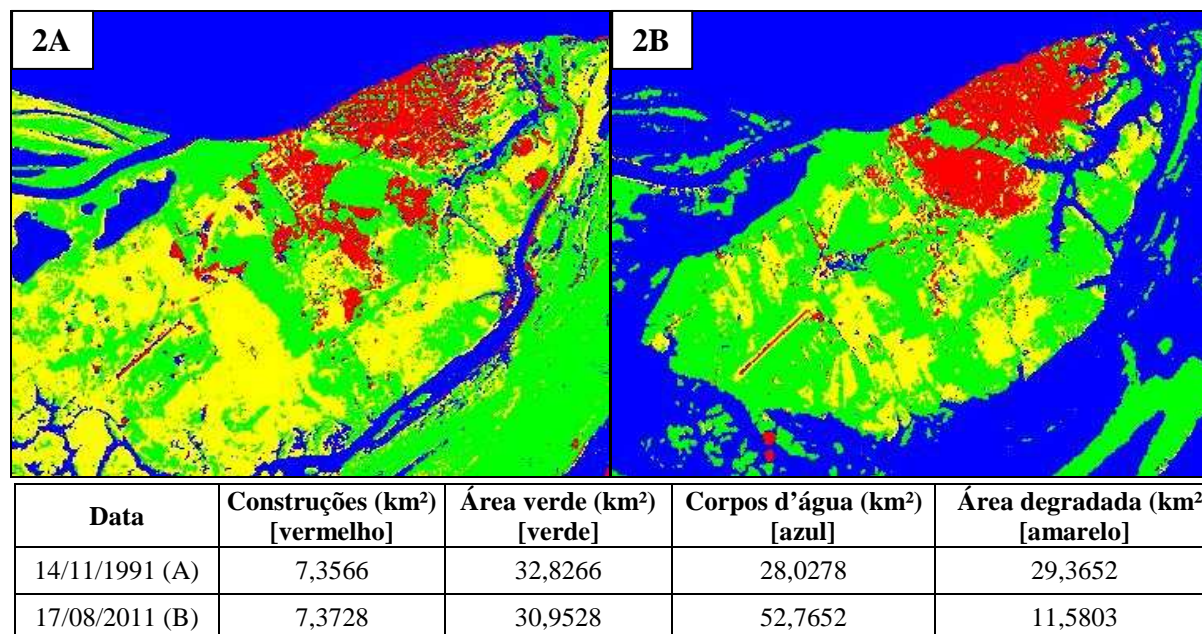 2A
2B
Data Construções (km²) [vermelho] Área verde (km²) [verde] Corpos d’água (km²) [azul] Área degradada (km² [amarelo]
14/11/1991 (A) 7,3566 32,8266 28,0278 29,3652
17/08/2011 (B) 7,3728 30,9528 52,7652 11,5803